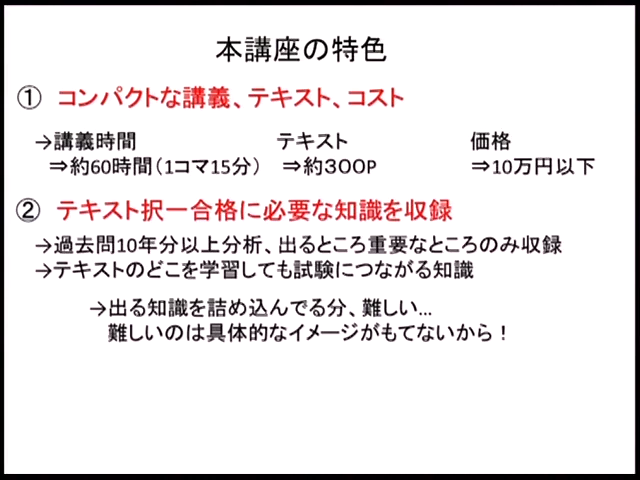 本講座の特色
① コンパクトな講義、テキスト、コスト
→講義時間 テキスト 価格
⇒約60時間（1コマ15分） ⇒約300P ⇒10万円以下
② テキスト択一合格に必要な知識を収録
→過去問10年分以上分析、出るところ重要なところのみ収録
→テキストのどこを学習しても試験につながる知識
→出る知識を詰め込んでる分、難しい…
難しいのは具体的なイメージがもてないから！